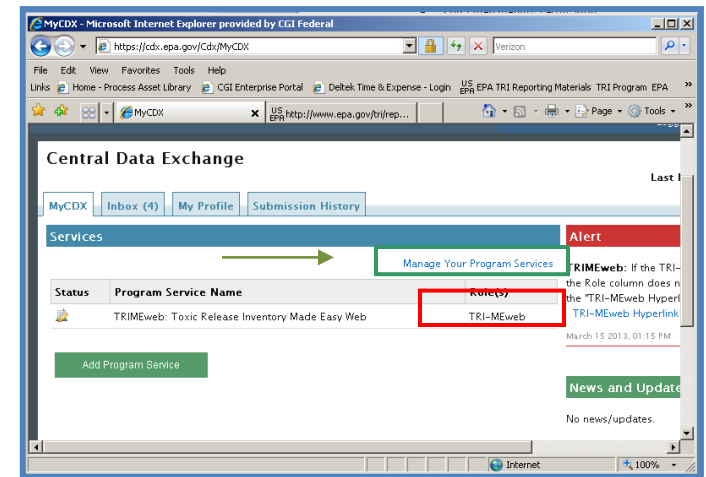 MyCDX - Microsoft Internet Explorer provided by CGI Federal
https://cdx.epa.gov/Cdx/MyCDX
Verizon
File Edit View Favorites Tools Help
Links Home - Process Asset Library CGI Enterprise Portal Deltek Time & Expense - Login US EPA EPA TRI Reporting Materials TRI Program EPA »
MyCDX x US EPA http://www.epa.gov/tri/rep... Page Tools »
Central Data Exchange
Last
MyCDX Inbox (4) My Profile Submission History
Services
Manage Your Program Services
Status Program Service Name Role(s)
TRIMEweb: Toxic Release Inventory Made Easy Web TRI-MEweb
Add Program Service
Alert
TRIMEweb: If the TRI-
the Role column does n
the "TRI-MEweb Hyperl
TRI-MEweb Hyperlink
March 15 2013, 01:15 PM
News and Update
No news/updates.
Internet 100%